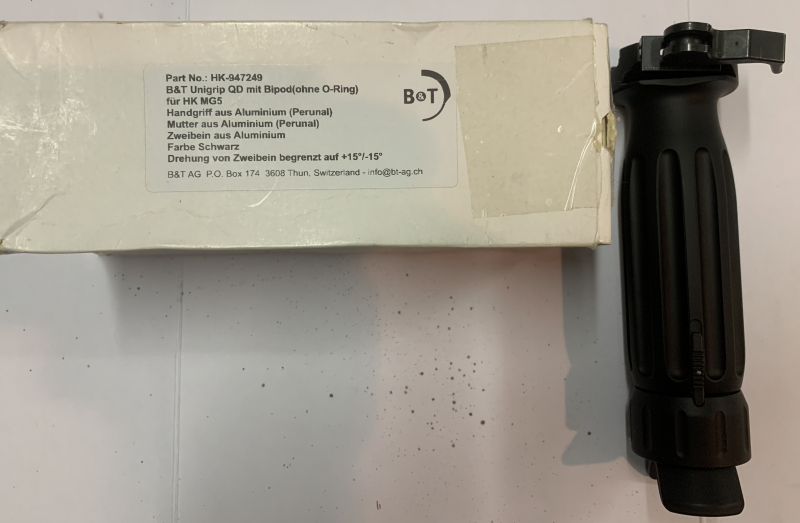 Part No.: HK-947249
B&T Unigrip QD mit Bipod(ohne O-Ring)
für HK MG5
Handgriff aus Aluminium (Perunal)
Mutter aus Aluminium (Perunal)
Zweibein aus Aluminium
Farbe Schwarz
Drehung von Zweibein begrenzt auf +15°/-15°
B&T AG P.O. Box 174 3608 Thun, Switzerland - info@bt-ag.ch
B&T